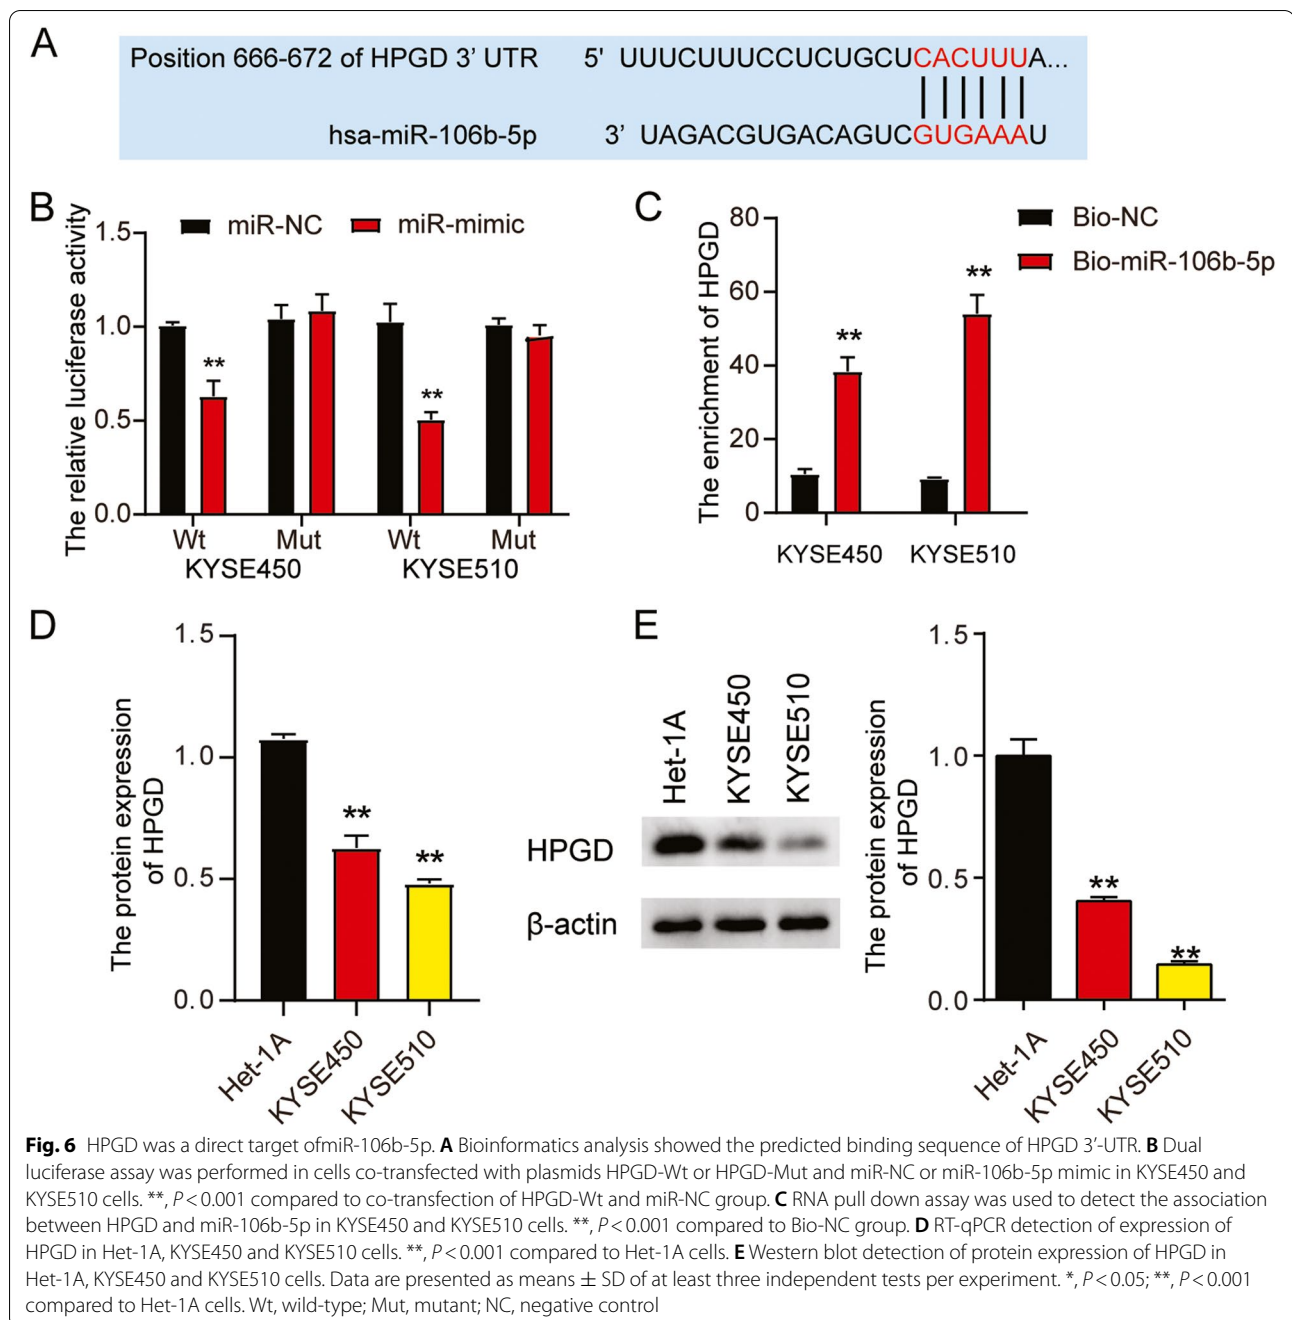 A
Position 666-672 of HPGD 3’ UTR 5' UUUCUUUCCUCUGCUCACUUUA...
hsa-miR-106b-5p 3’ UAGACGUGACAGUCGUGAAAU
B
miR-NC miR-mimic
The relative luciferase activity
1.5
1.0
0.5
0.0
** **
Wt Mut Wt Mut
KYSE450 KYSE510
C
Bio-NC
Bio-miR-106b-5p
The enrichment of HPGD
80
60
40
20
0
** **
KYSE450 KYSE510
D
The protein expression
of HPGD
1.5
1.0
0.5
0.0
** **
Het-1A KYSE450 KYSE510
E
Het-1A KYSE450 KYSE510
HPGD
β-actin
The protein expression
of HPGD
1.5
1.0
0.5
0.0
** **
Het-1A KYSE450 KYSE510
Fig. 6 HPGD was a direct target ofmiR-106b-5p. A Bioinformatics analysis showed the predicted binding sequence of HPGD 3’-UTR. B Dual
luciferase assay was performed in cells co-transfected with plasmids HPGD-Wt or HPGD-Mut and miR-NC or miR-106b-5p mimic in KYSE450 and
KYSE510 cells. **, P < 0.001 compared to co-transfection of HPGD-Wt and miR-NC group. C RNA pull down assay was used to detect the association
between HPGD and miR-106b-5p in KYSE450 and KYSE510 cells. **, P < 0.001 compared to Bio-NC group. D RT-qPCR detection of expression of
HPGD in Het-1A, KYSE450 and KYSE510 cells. **, P < 0.001 compared to Het-1A cells. E Western blot detection of protein expression of HPGD in
Het-1A, KYSE450 and KYSE510 cells. Data are presented as means ± SD of at least three independent tests per experiment. *, P < 0.05; **, P < 0.001
compared to Het-1A cells. Wt, wild-type; Mut, mutant; NC, negative control